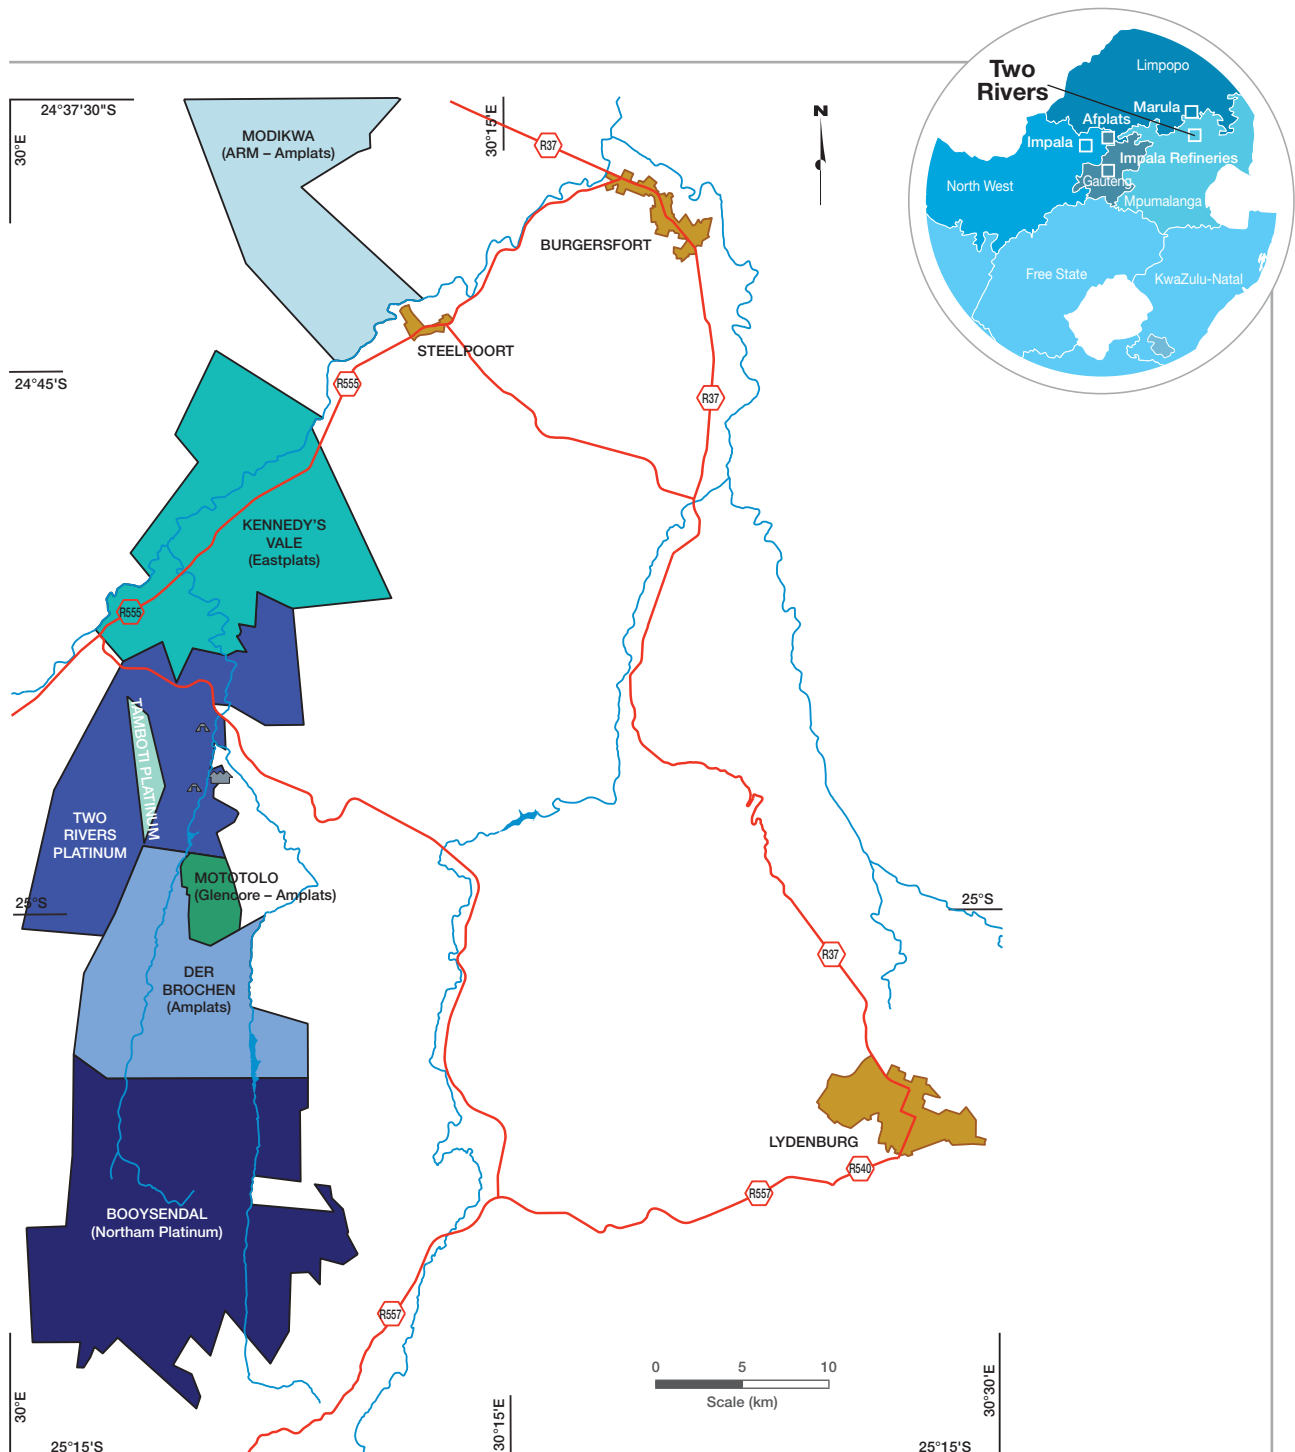 24°37'30"S
30°E
MODIKWA
(ARM – Amplats)
30°15'E
R37
N
BURGERSFORT
STEELPOORT
24°45'S
R555
R37
KENNEDY'S
VALE
(Eastplats)
R555
TAMBOTI PLATINUM
TWO
RIVERS
PLATINUM
MOTOTOLO
(Glencore – Amplats)
25°S
25°S
R37
DER
BROCHEN
(Amplats)
LYDENBURG
R540
R557
BOOYSENDAL
(Northam Platinum)
R557
0 5 10
Scale (km)
30°E
30°15'E
30°30'E
25°15'S
25°15'S
Two
Rivers
Limpopo
Marula
Afplats
Impala
Impala Refineries
North West
Gauteng
Mpumalanga
Free State
KwaZulu-Natal